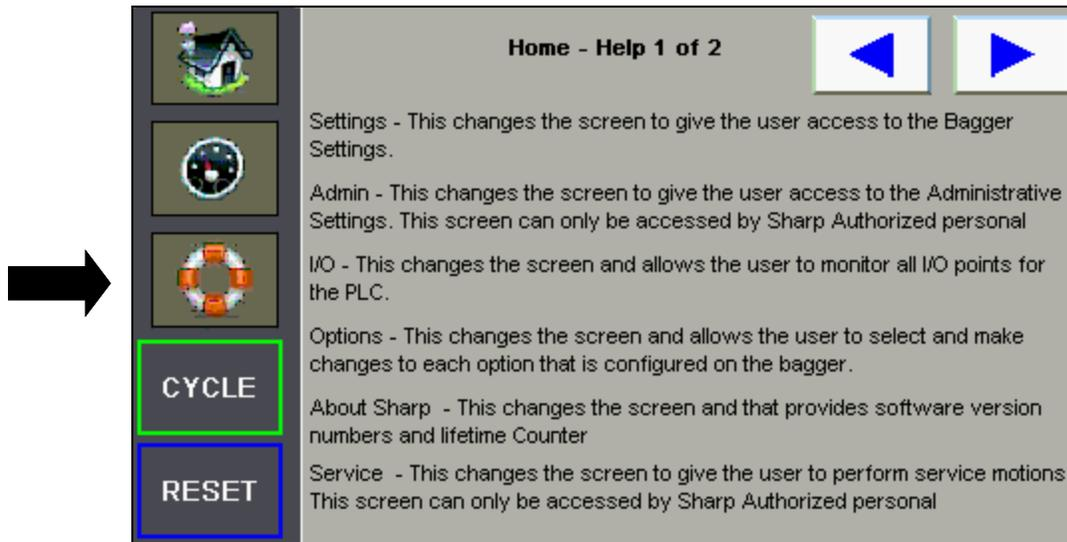 Home - Help 1 of 2
Settings - This changes the screen to give the user access to the Bagger
Settings.
Admin - This changes the screen to give the user access to the Administrative
Settings. This screen can only be accessed by Sharp Authorized personal
I/O - This changes the screen and allows the user to monitor all I/O points for
the PLC.
Options - This changes the screen and allows the user to select and make
changes to each option that is configured on the bagger.
About Sharp - This changes the screen and that provides software version
numbers and lifetime Counter
Service - This changes the screen to give the user to perform service motions
This screen can only be accessed by Sharp Authorized personal
CYCLE
RESET